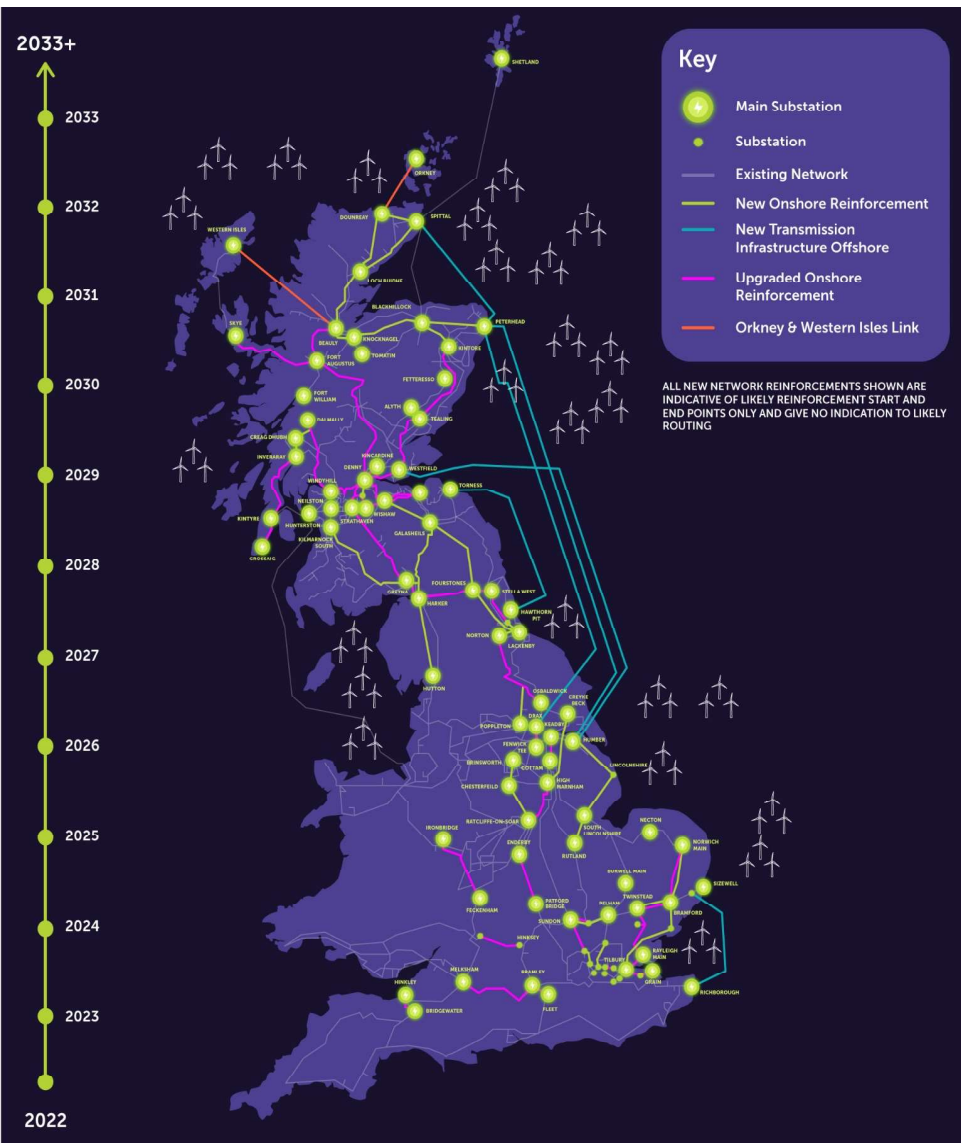 2033+
2033
2032
2031
2030
2029
2028
2027
2026
2025
2024
2023
2022
Key
Main Substation
Substation
Existing Network
New Onshore Reinforcement
New Transmission
Infrastructure Offshore
Upgraded Onshore
Reinforcement
Orkney & Western Isles Link
ALL NEW NETWORK REINFORCEMENTS SHOWN ARE
INDICATIVE OF LIKELY REINFORCEMENT START AND
END POINTS ONLY AND GIVE NO INDICATION TO LIKELY
ROUTING
SHETLAND
ORKNEY
DOUNREAY
SPITTAL
WESTERN ISLES
BLACKHILLOCK
PETERHEAD
SKYE
BEAULY
KNOCKNAGEL
KINTORE
TOMATIN
FORT
AUGUSTUS
FETTERESSO
FORT
WILLIAM
ALYTH
TEALING
DALMALLY
CREAG DHUBH
INVERARAY
KINCARDINE
DENNY
WESTFIELD
WINDYHILL
TORNESS
NEILSTON
WISHAW
STRATHAVEN
KINTYRE
HUNTERSTON
GALASHEILS
KILMARNOCK
SOUTH
CROSSAIG
GRETNA
FOURSTONES
STELLA WEST
HARKER
HAWTHORN
PIT
NORTON
LACKENBY
HUTTON
OSBALDWICK
CREYKE
BECK
POPPLETON
DRAX
KEADBY
HUMBER
FENWICK
TEE
BRINSWORTH
COTTAM
LINCOLNSHIRE
CHESTERFEILD
HIGH
MARNHAM
RATCLIFFE-ON-SOAR
SOUTH
LINCOLNSHIRE
NECTON
IRONBRIDGE
ENDERBY
RUTLAND
NORWICH
MAIN
BURWELL MAIN
SIZEWELL
TWINSTEAD
FECKENHAM
PATFORD
BRIDGE
PELHAM
SUNDON
BRAMFORD
HINKSEY
RAYLEIGH
MAIN
TILBURY
MELKSHAM
BRAMLEY
GRAIN
HINKLEY
FLEET
RICHBOROUGH
BRIDGEWATER